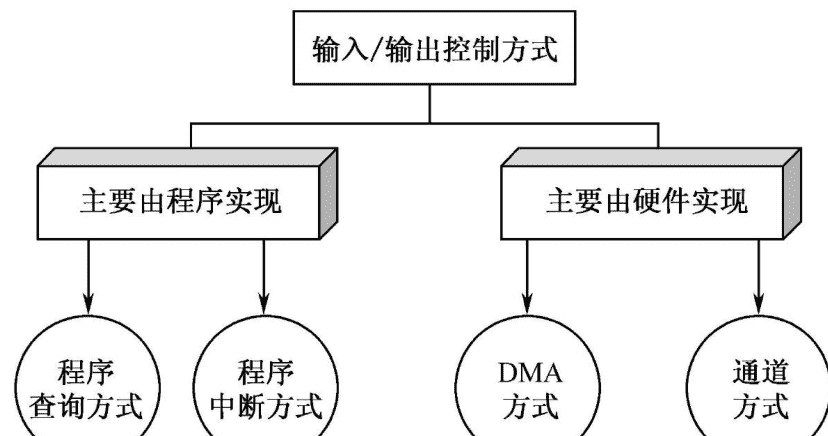 输入/输出控制方式
主要由程序实现
主要由硬件实现
程序
查询方式
程序
中断方式
DMA
方式
通道
方式